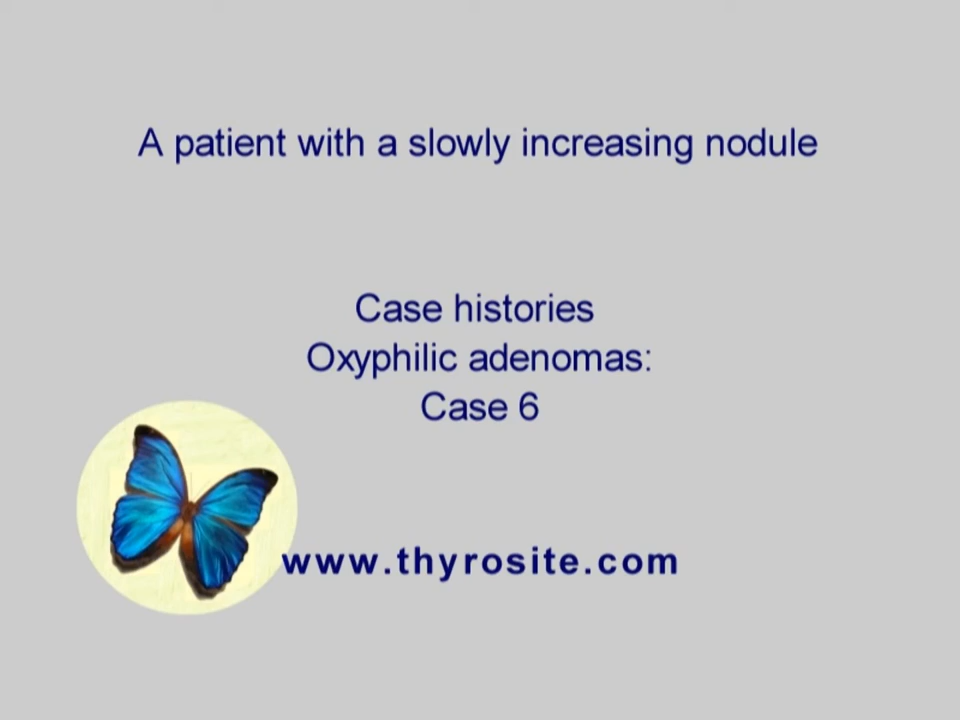 A patient with a slowly increasing nodule
Case histories
Oxyphilic adenomas:
Case 6
www.thyrosite.com